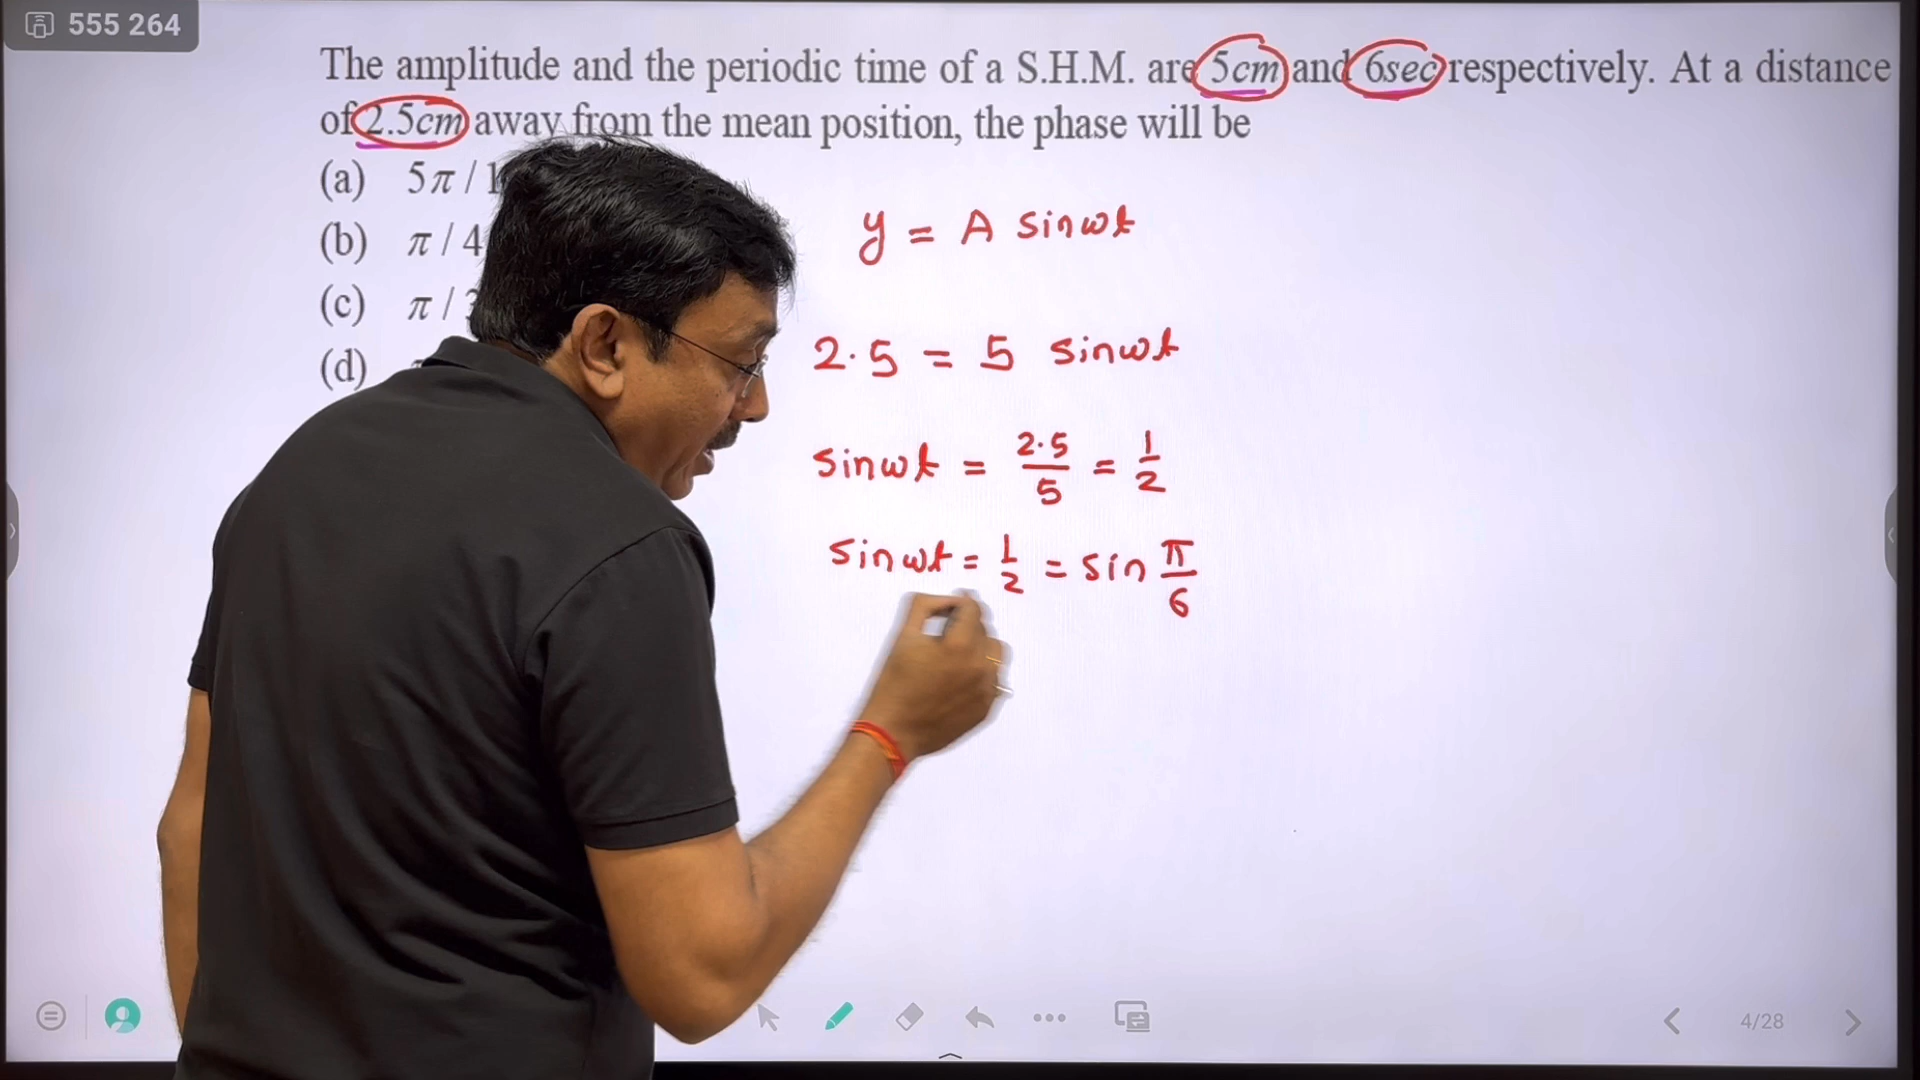 555 264
The amplitude and the periodic time of a S.H.M. are 5cm and 6sec respectively. At a distance
of 2.5cm away from the mean position, the phase will be
(a) 5π / 1
(b) π / 4
(c) π /
(d)
y = A sinωt
2.5 = 5 sinωt
sinωt = 2.5/5 = 1/2
sinωt = 1/2 = sin π/6
4/28